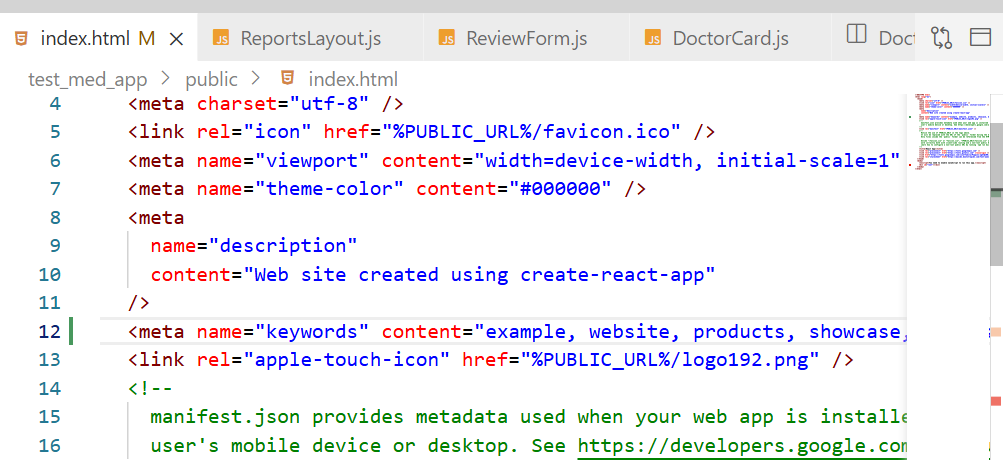 index.html M
JS ReportsLayout.js
JS ReviewForm.js
JS DoctorCard.js
test_med_app > public > index.html
4 <meta charset="utf-8" />
5 <link rel="icon" href="%PUBLIC_URL%/favicon.ico" />
6 <meta name="viewport" content="width=device-width, initial-scale=1"
7 <meta name="theme-color" content="#000000" />
8 <meta
9 name="description"
10 content="Web site created using create-react-app"
11 />
12 <meta name="keywords" content="example, website, products, showcase,
13 <link rel="apple-touch-icon" href="%PUBLIC_URL%/logo192.png" />
14 <!--
15 manifest.json provides metadata used when your web app is installe
16 user's mobile device or desktop. See https://developers.google.com